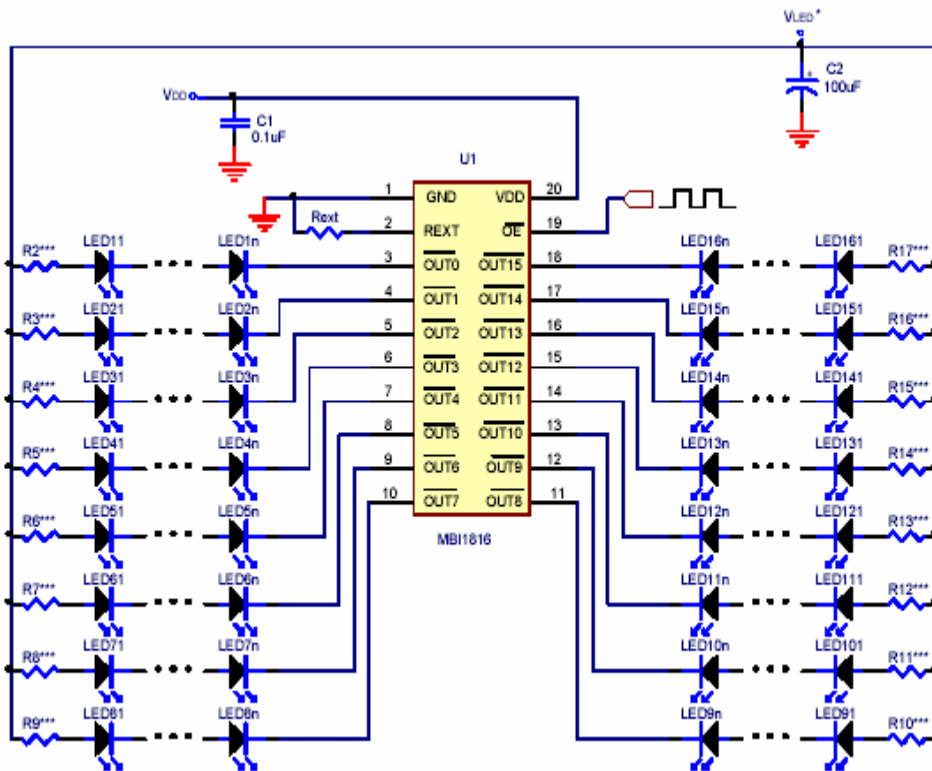 VLED*
C2
100uF
VDD
C1
0.1uF
U1
1 GND VDD 20
Rext 2 REXT OE 19
R2*** LED11 LED1n 3 OUT0 OUT15 18 LED16n LED161 R17***
R3*** LED21 LED2n 4 OUT1 OUT14 17 LED15n LED151 R16***
R4*** LED31 LED3n 5 OUT2 OUT13 16 LED14n LED141 R15***
R5*** LED41 LED4n 6 OUT3 OUT12 15 LED13n LED131 R14***
R6*** LED51 LED5n 7 OUT4 OUT11 14 LED12n LED121 R13***
R7*** LED61 LED6n 8 OUT5 OUT10 13 LED11n LED111 R12***
R8*** LED71 LED7n 9 OUT6 OUT9 12 LED10n LED101 R11***
R9*** LED81 LED8n 10 OUT7 OUT8 11 LED9n LED91 R10***
MBI1816